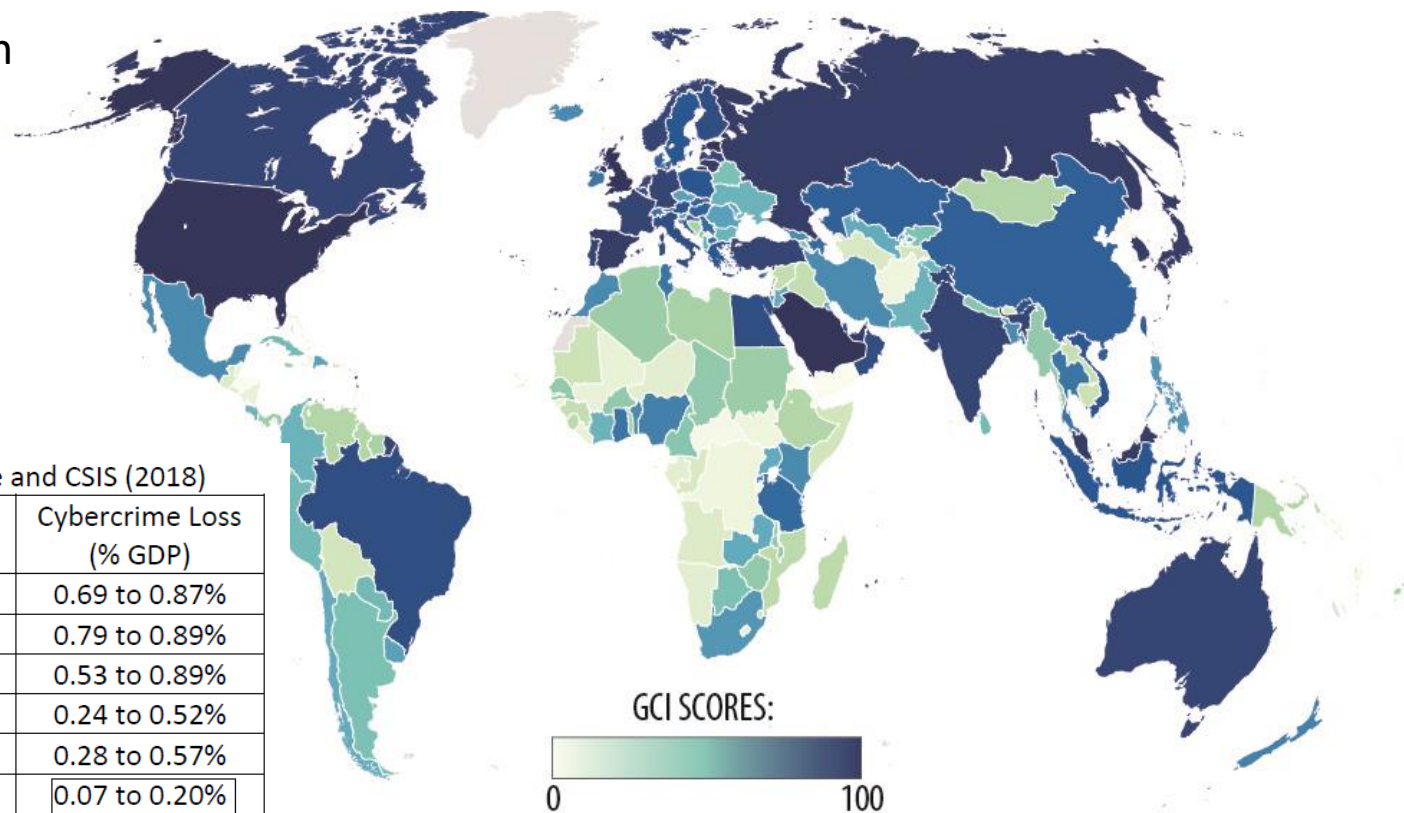 n
e and CSIS (2018)
Cybercrime Loss
(% GDP)
0.69 to 0.87%
0.79 to 0.89%
0.53 to 0.89%
0.24 to 0.52%
0.28 to 0.57%
0.07 to 0.20%
GCI SCORES:
0 100